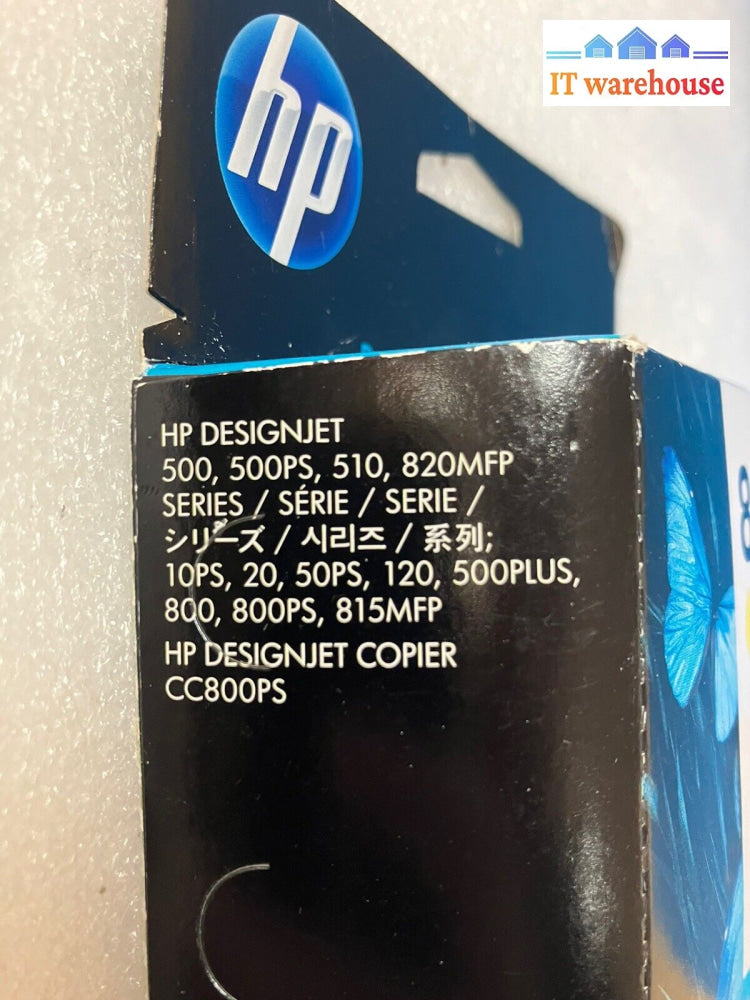 IT warehouse
hp
HP DESIGNJET
500, 500PS, 510, 820MFP
SERIES / SÉRIE / SERIE /
シリーズ / 시리즈 / 系列;
10PS, 20, 50PS, 120, 500PLUS,
800, 800PS, 815MFP
HP DESIGNJET COPIER
CC800PS
8